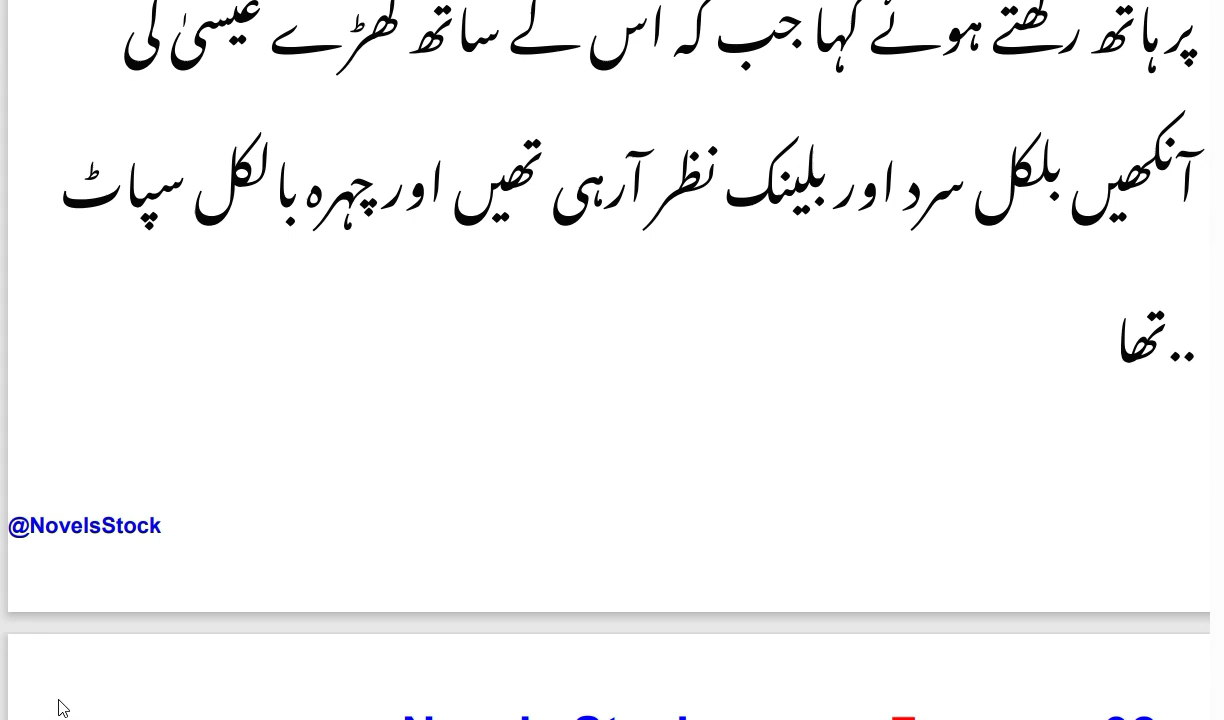 پر ہاتھ رکھتے ہوئے کہا جب کہ اس کے ساتھ کھڑے عیسیٰ کی
آنکھیں بلکل سرد اور بلینک نظر آرہی تھیں اور چہرہ بالکل سپاٹ
..تھا
@NovelsStock